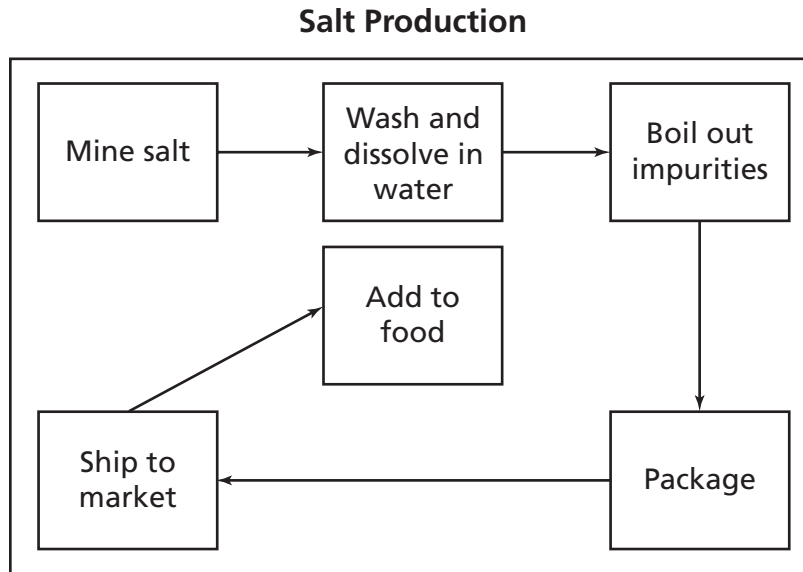 Salt Production
Mine salt
Wash and
dissolve in
water
Boil out
impurities
Add to
food
Ship to
market
Package